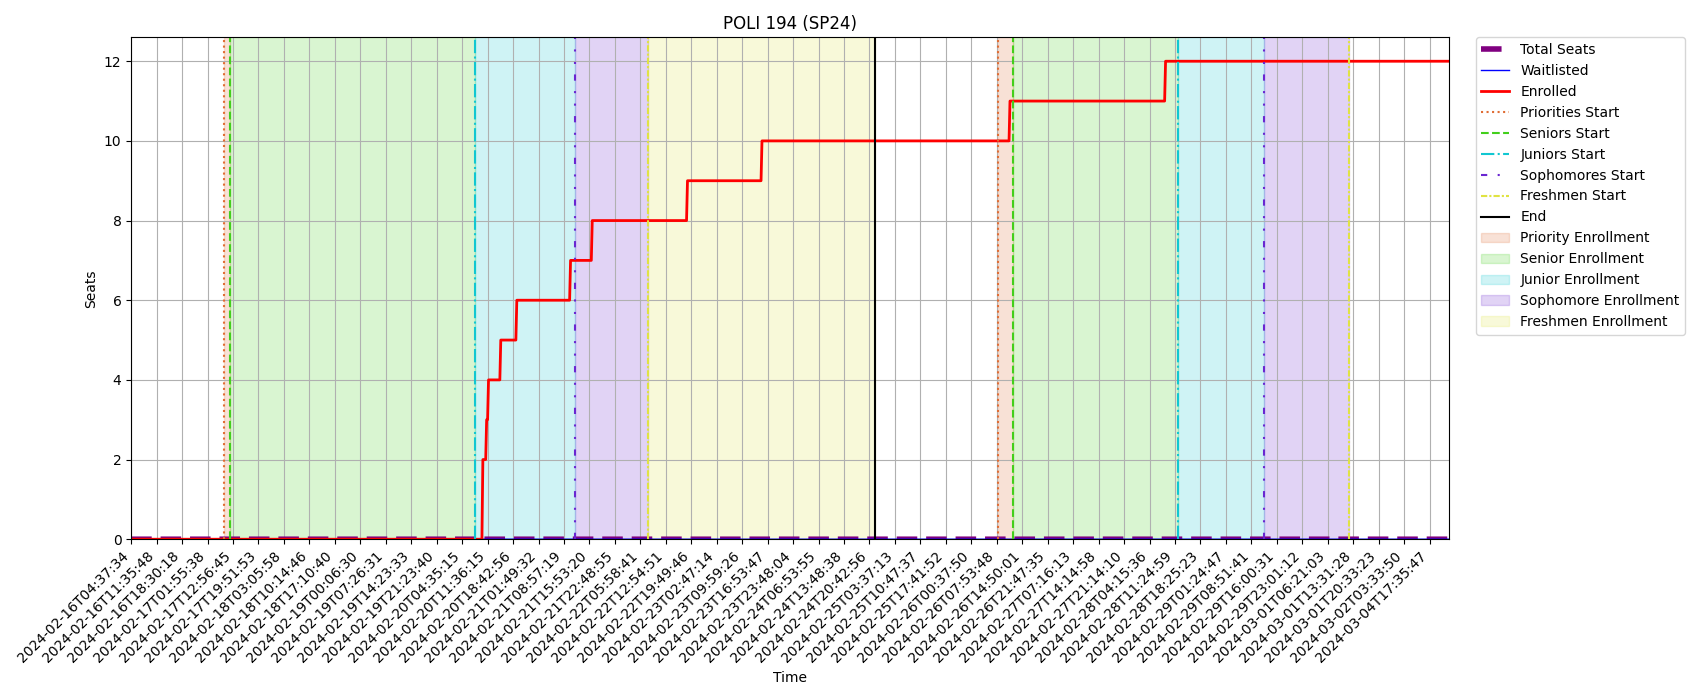 POLI 194 (SP24)
Seats
12
10
8
6
4
2
0
2024-02-16T04:37:34
2024-02-16T11:35:48
2024-02-16T18:30:18
2024-02-17T01:55:38
2024-02-17T12:56:45
2024-02-17T19:51:53
2024-02-18T03:05:58
2024-02-18T10:14:46
2024-02-18T17:10:40
2024-02-19T00:06:30
2024-02-19T07:26:31
2024-02-19T14:23:33
2024-02-19T21:23:40
2024-02-20T04:35:15
2024-02-20T11:36:15
2024-02-20T18:42:56
2024-02-21T01:49:32
2024-02-21T08:57:19
2024-02-21T15:53:20
2024-02-21T22:48:55
2024-02-22T05:58:41
2024-02-22T12:54:51
2024-02-22T19:49:46
2024-02-23T02:47:14
2024-02-23T09:59:26
2024-02-23T16:53:47
2024-02-23T23:48:04
2024-02-24T06:53:55
2024-02-24T13:48:38
2024-02-24T20:42:56
2024-02-25T03:37:13
2024-02-25T10:47:37
2024-02-25T17:41:52
2024-02-26T00:37:50
2024-02-26T07:53:48
2024-02-26T14:50:01
2024-02-26T21:47:35
2024-02-27T07:16:13
2024-02-27T14:14:58
2024-02-27T21:14:10
2024-02-28T04:15:36
2024-02-28T11:24:59
2024-02-28T18:25:23
2024-02-29T01:24:47
2024-02-29T08:51:41
2024-02-29T16:00:31
2024-02-29T23:01:12
2024-03-01T06:21:03
2024-03-01T13:31:28
2024-03-01T20:33:23
2024-03-02T03:33:50
2024-03-04T17:35:47
Time
Total Seats
Waitlisted
Enrolled
Priorities Start
Seniors Start
Juniors Start
Sophomores Start
Freshmen Start
End
Priority Enrollment
Senior Enrollment
Junior Enrollment
Sophomore Enrollment
Freshmen Enrollment